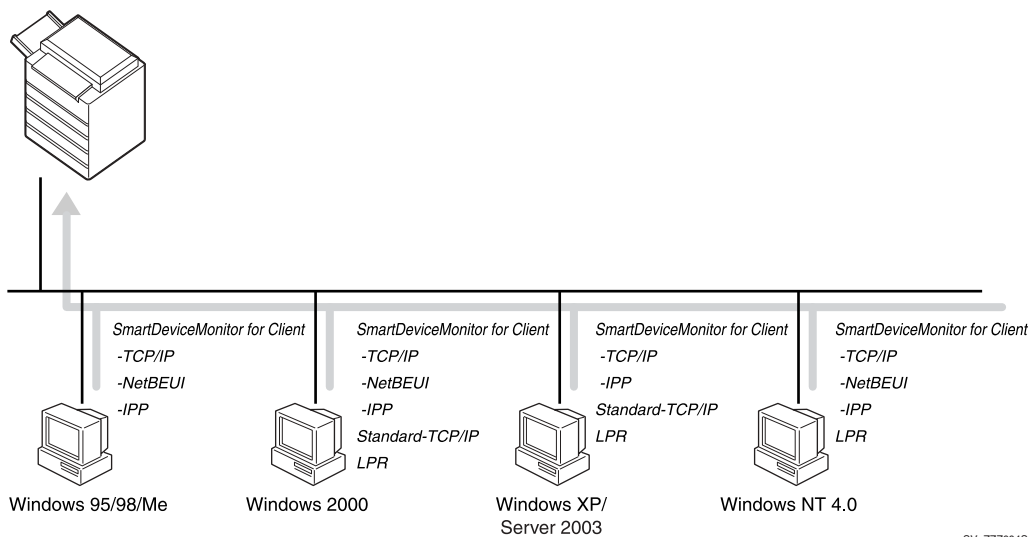 SmartDeviceMonitor for Client
-TCP/IP
-NetBEUI
-IPP
Windows 95/98/Me
SmartDeviceMonitor for Client
-TCP/IP
-NetBEUI
-IPP
Standard-TCP/IP
LPR
Windows 2000
SmartDeviceMonitor for Client
-TCP/IP
-IPP
Standard-TCP/IP
LPR
Windows XP/
Server 2003
SmartDeviceMonitor for Client
-TCP/IP
-NetBEUI
-IPP
LPR
Windows NT 4.0